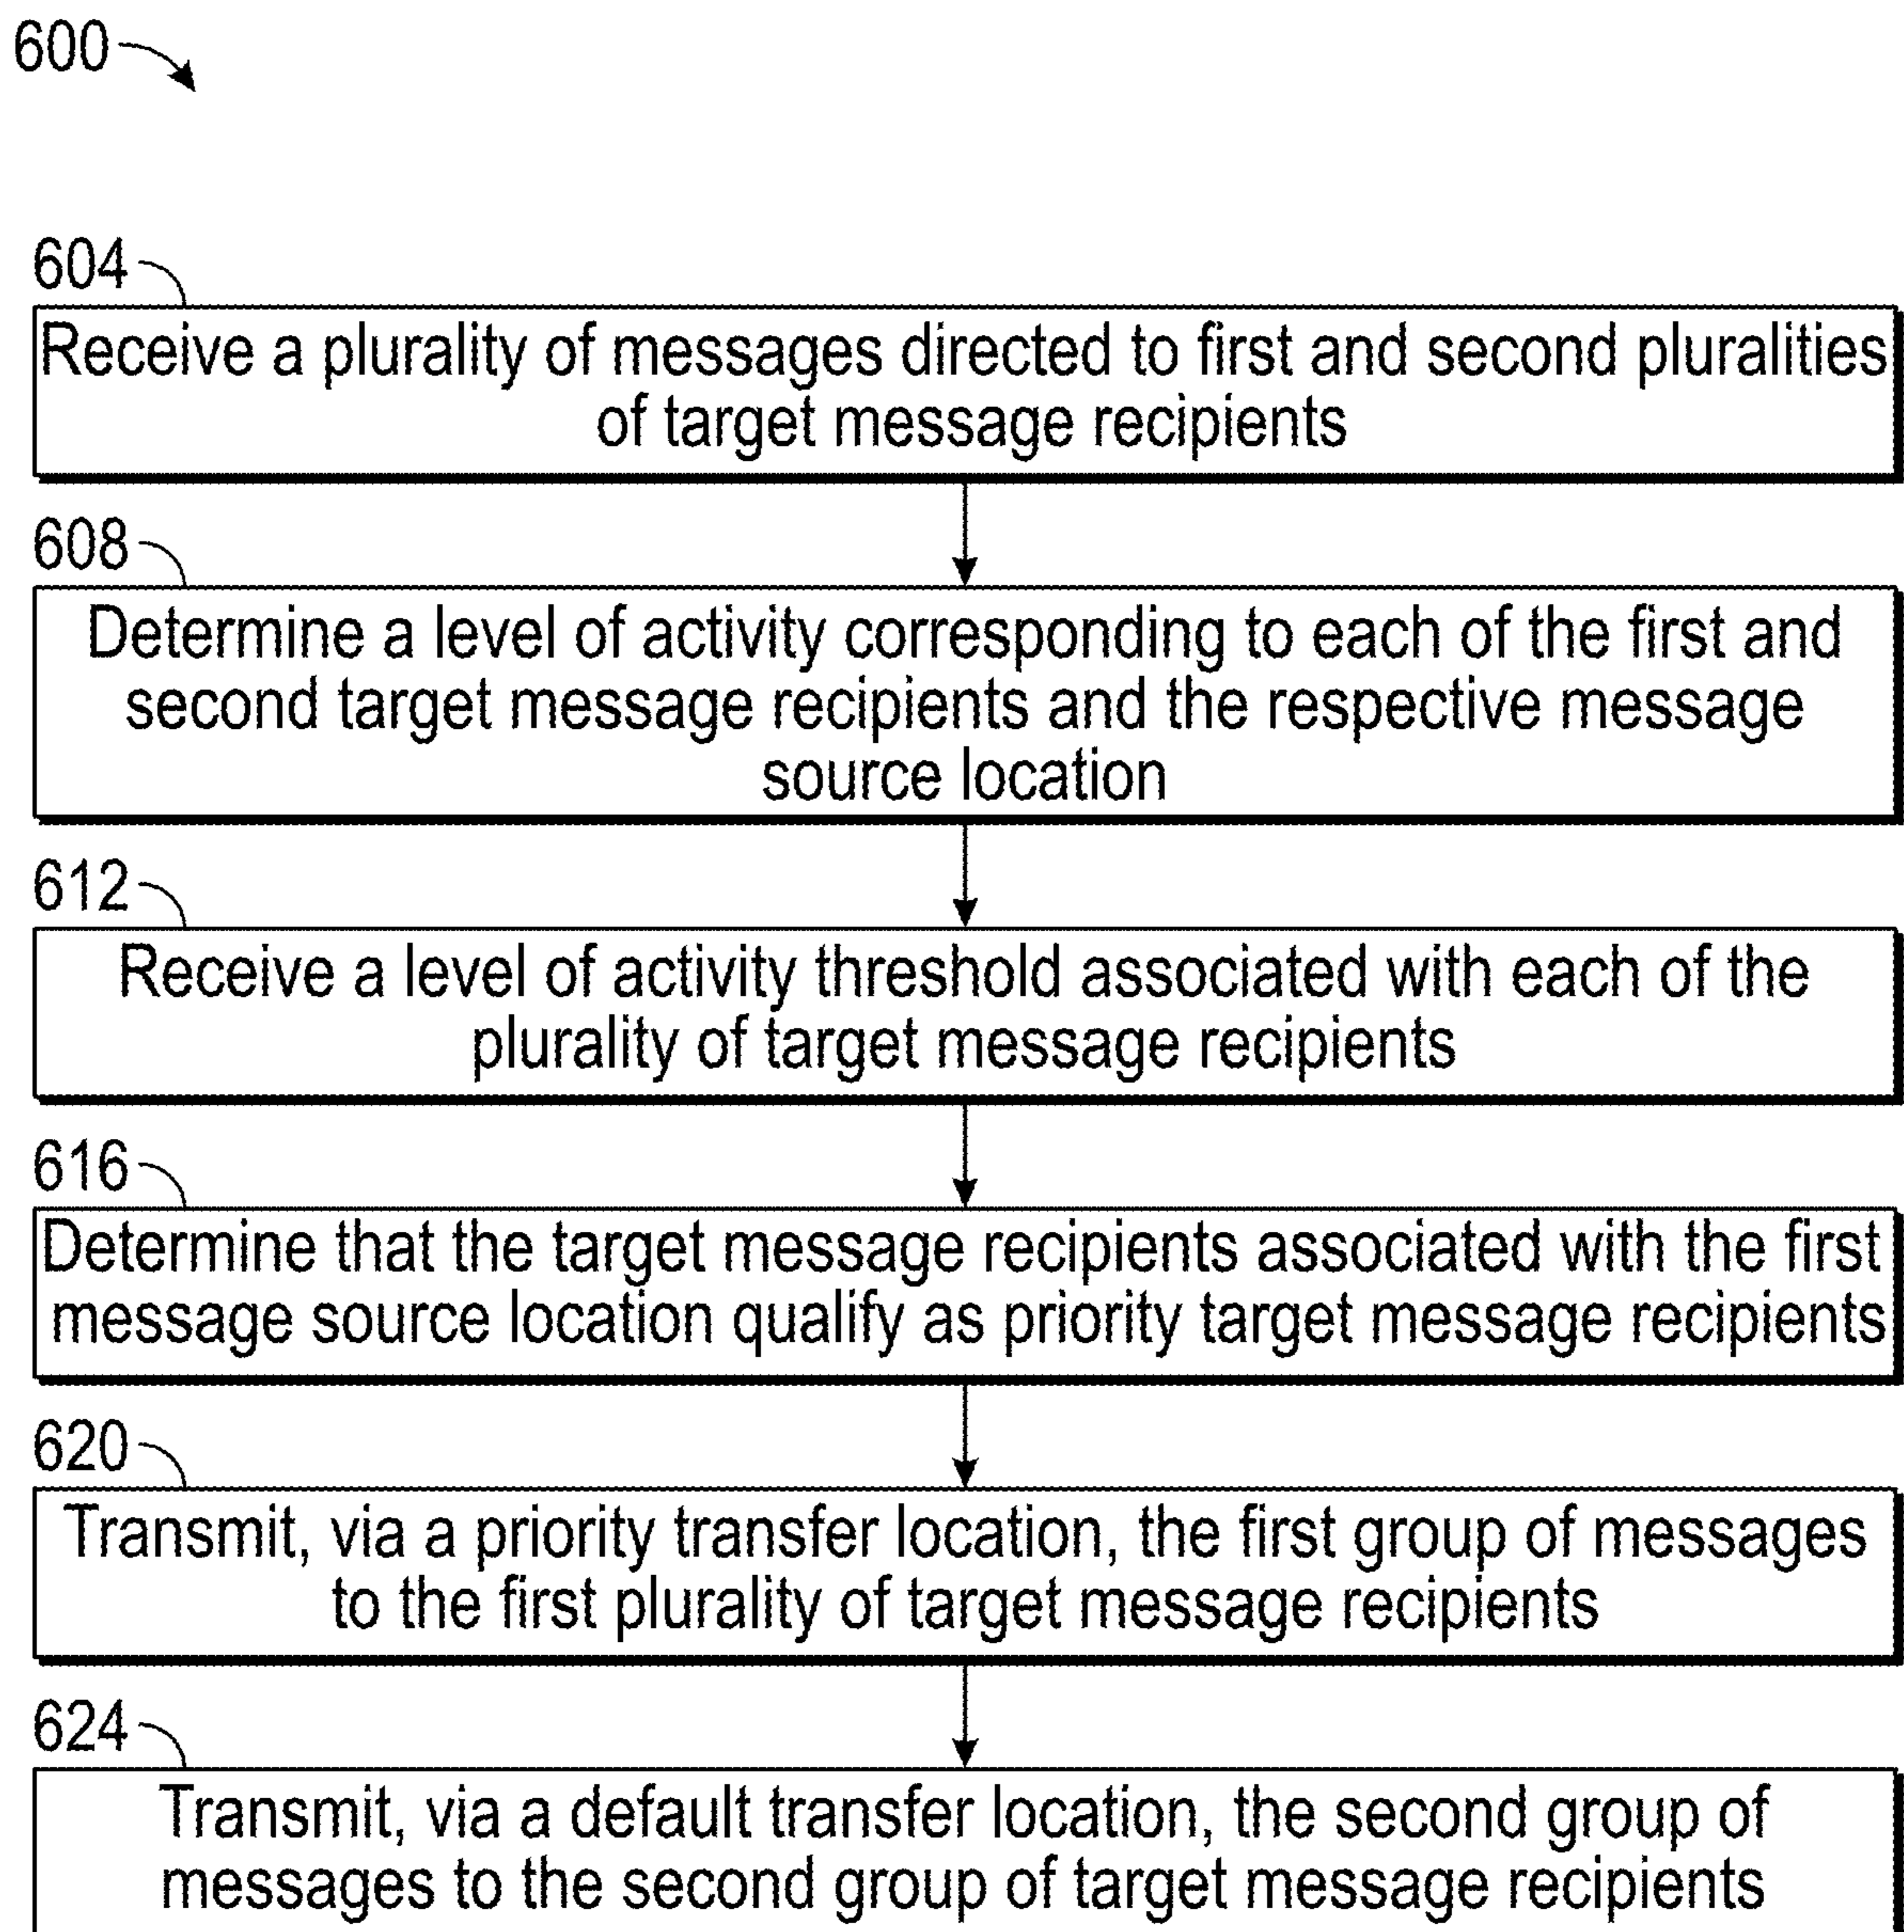 600
604
Receive a plurality of messages directed to first and second pluralities
of target message recipients
608
Determine a level of activity corresponding to each of the first and
second target message recipients and the respective message
source location
612
Receive a level of activity threshold associated with each of the
plurality of target message recipients
616
Determine that the target message recipients associated with the first
message source location qualify as priority target message recipients
620
Transmit, via a priority transfer location, the first group of messages
to the first plurality of target message recipients
624
Transmit, via a default transfer location, the second group of
messages to the second group of target message recipients